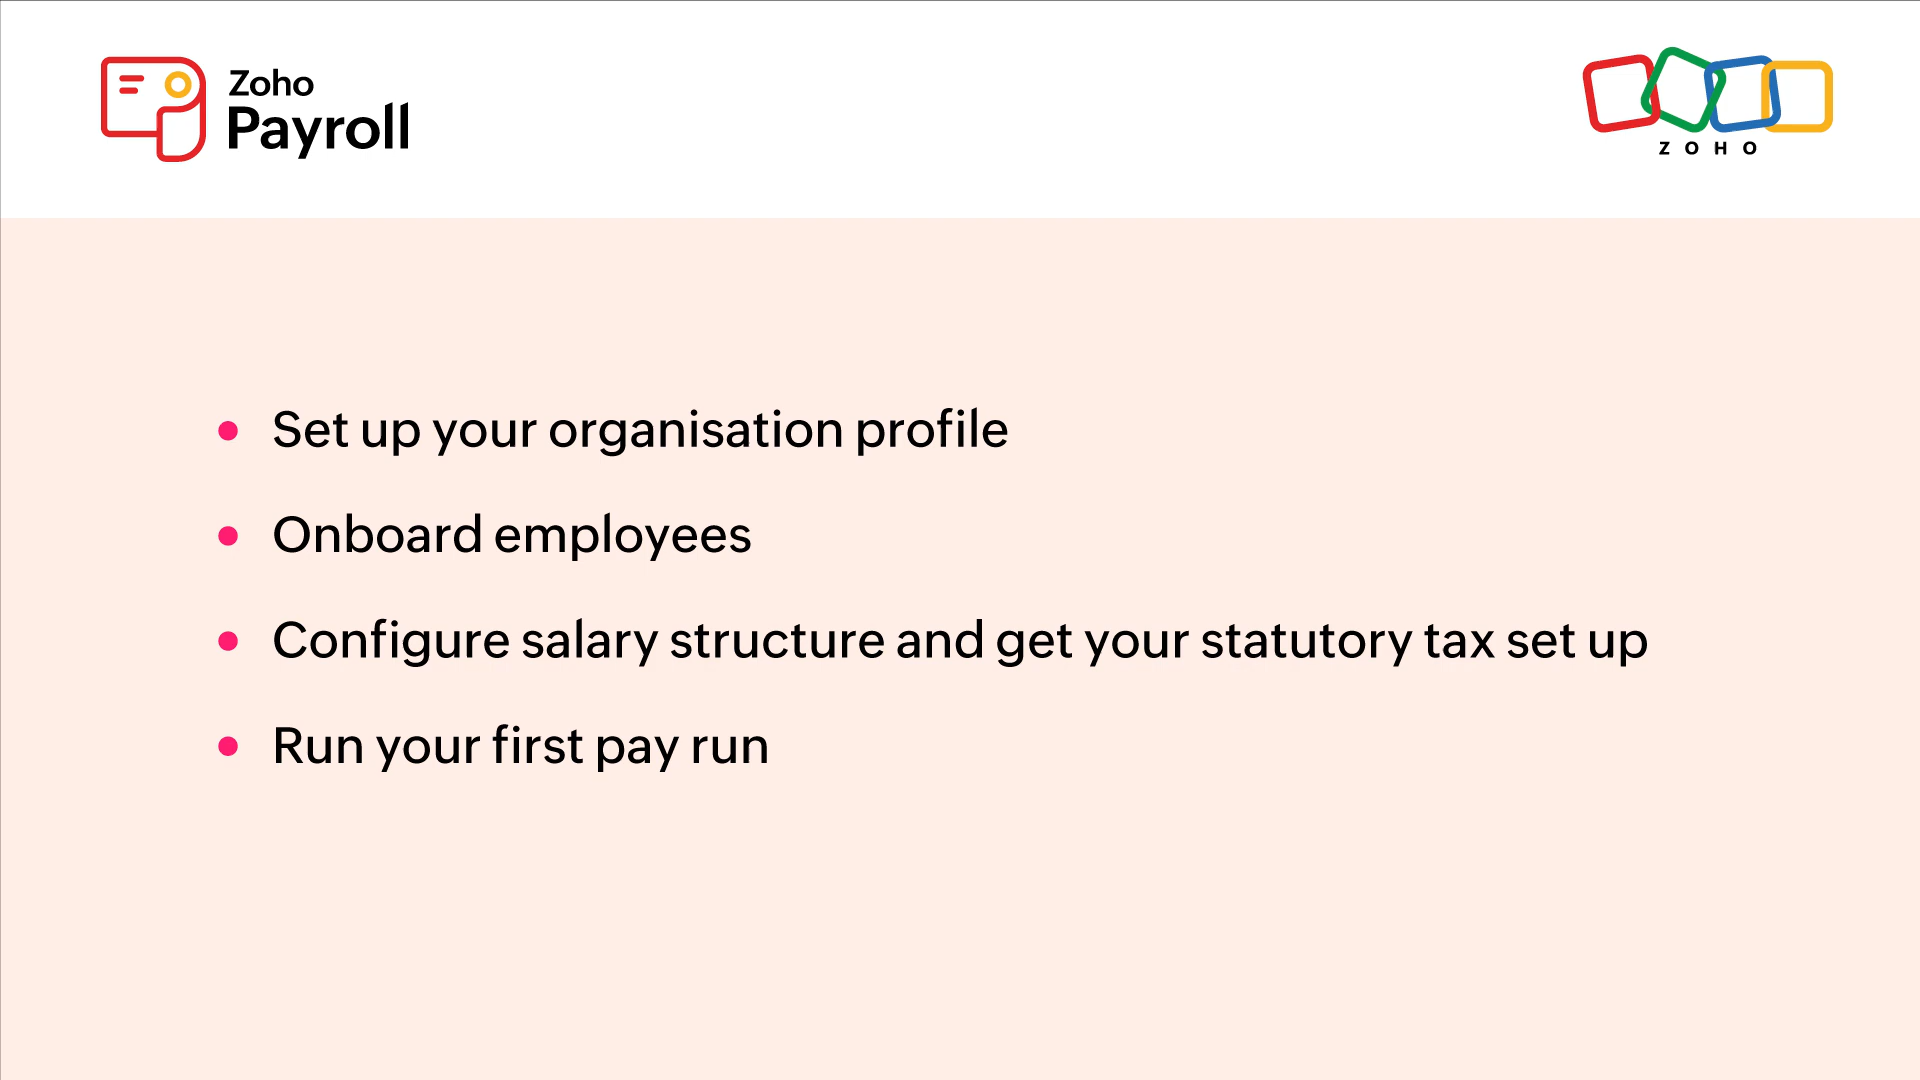 Zoho
Payroll
ZOHO
Set up your organisation profile
Onboard employees
Configure salary structure and get your statutory tax set up
Run your first pay run